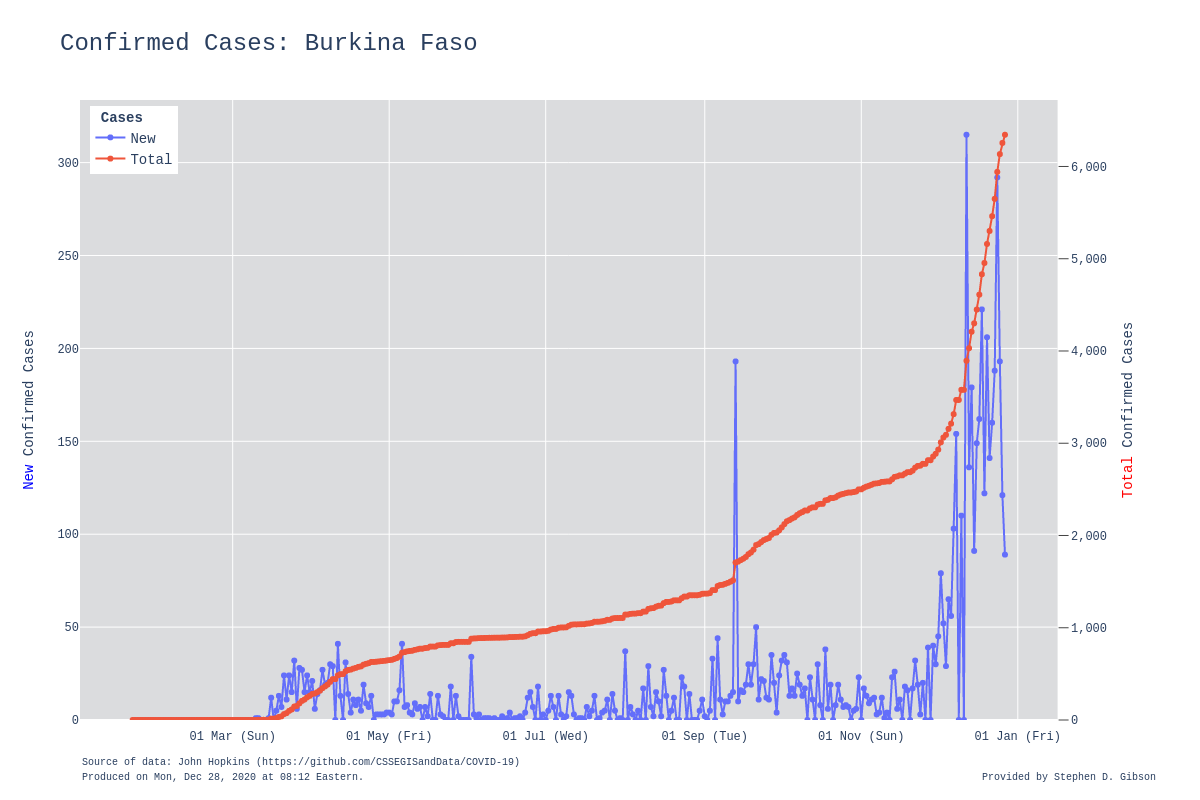 Confirmed Cases: Burkina Faso
Cases
New
Total
300
250
200
150
100
50
0
6,000
5,000
4,000
3,000
2,000
1,000
0
New Confirmed Cases
Total Confirmed Cases
01 Mar (Sun)
01 May (Fri)
01 Jul (Wed)
01 Sep (Tue)
01 Nov (Sun)
01 Jan (Fri)
Source of data: John Hopkins (https://github.com/CSSEGISandData/COVID-19)
Produced on Mon, Dec 28, 2020 at 08:12 Eastern.
Provided by Stephen D. Gibson